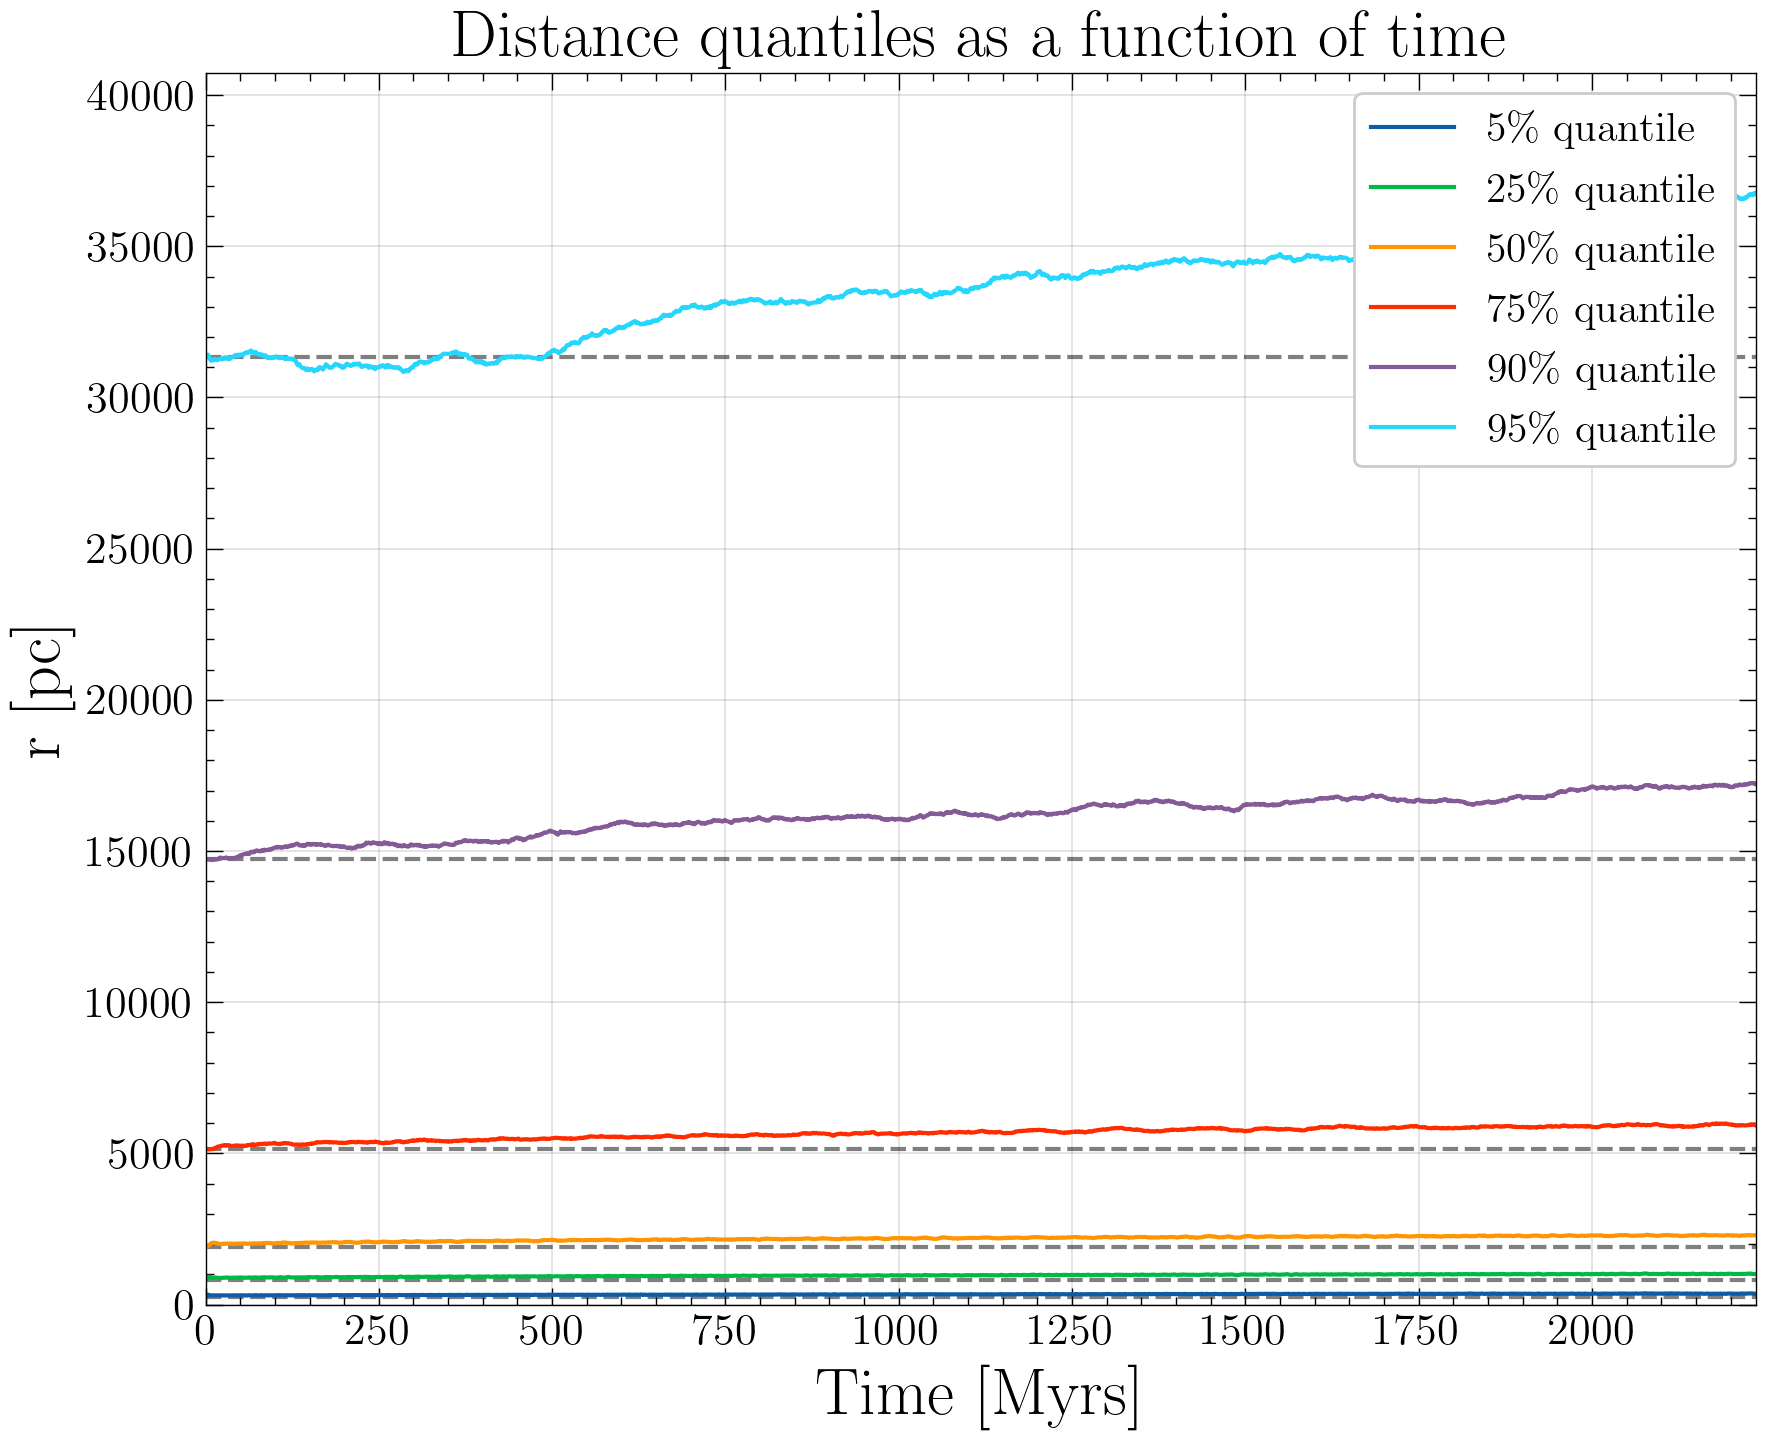 Distance quantiles as a function of time
40000
35000
30000
25000
20000
15000
10000
5000
0
r [pc]
5% quantile
25% quantile
50% quantile
75% quantile
90% quantile
95% quantile
0 250 500 750 1000 1250 1500 1750 2000
Time [Myrs]